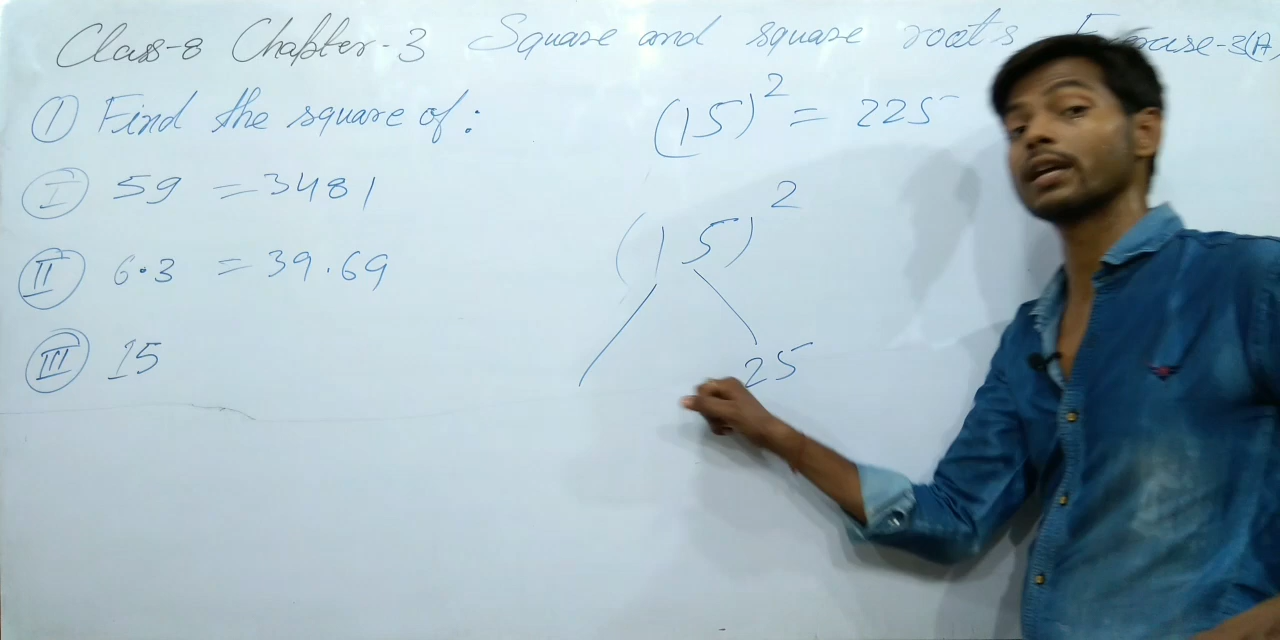 Class-8 Chapter-3 Square and square roots Exercise-3(A)
① Find the square of:
Ⓘ 59 = 3481
Ⅱ 6.3 = 39.69
Ⅲ 15
(15)² = 225
(15)²
25